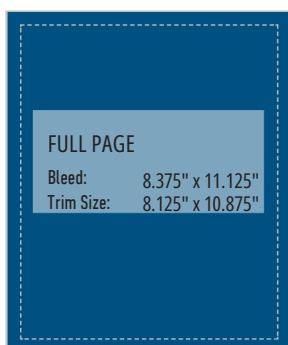 FULL PAGE
Bleed: 8.375" x 11.125"
Trim Size: 8.125" x 10.875"